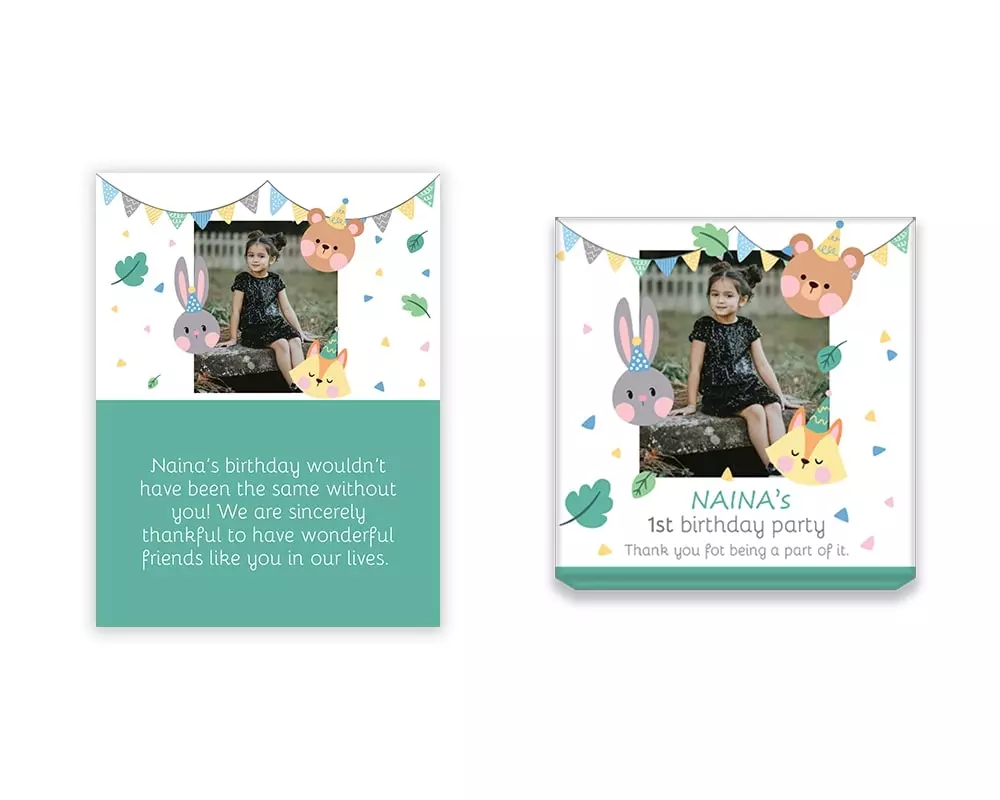 Naina's birthday wouldn't
have been the same without
you! We are sincerely
thankful to have wonderful
friends like you in our lives.
NAINA's
1st birthday party
Thank you fot being a part of it.